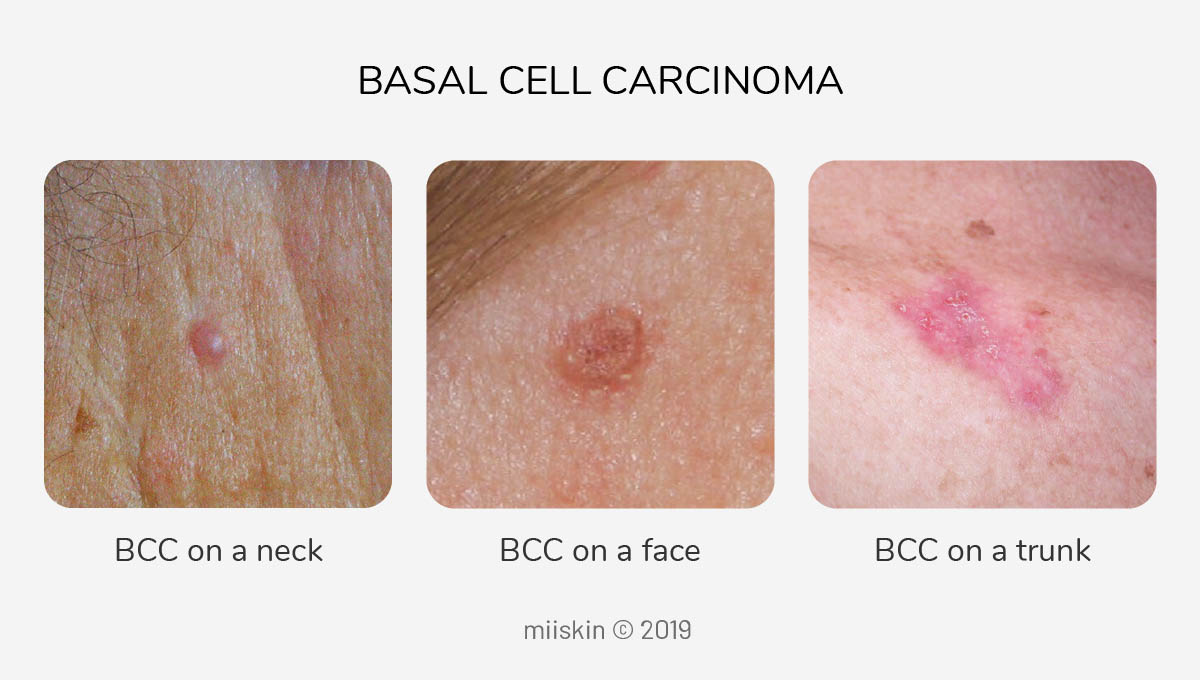 BASAL CELL CARCINOMA
BCC on a neck
BCC on a face
BCC on a trunk
miiskin © 2019